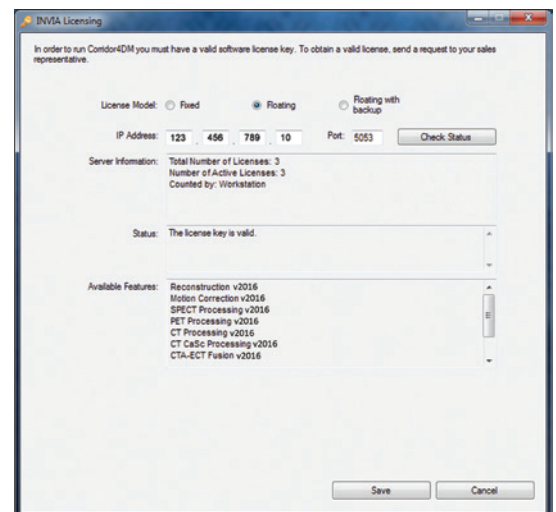 INVIA Licensing
In order to run Corridor4DM you must have a valid software license key. To obtain a valid license, send a request to your sales
representative.
License Model: Fixed Floating Floating with
backup
IP Address: 123 . 456 . 789 . 10 Port: 5053 Check Status
Server Information: Total Number of Licenses: 3
Number of Active Licenses: 3
Counted by: Workstation
Status: The license key is valid.
Available Features: Reconstruction v2016
Motion Correction v2016
SPECT Processing v2016
PET Processing v2016
CT Processing v2016
CT CaSc Processing v2016
CTA-ECT Fusion v2016
Save Cancel